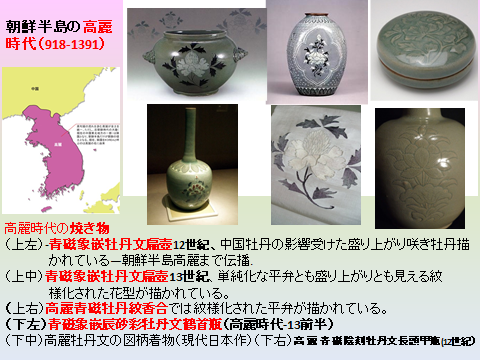 朝鮮半島の高麗
時代(918-1391)
中国
高麗時代の焼き物
(上左)-青磁象嵌牡丹文扁壺12世紀、中国牡丹の影響受けた盛り上がり咲き牡丹描
かれている—朝鮮半島高麗まで伝播.
(上中)青磁象嵌牡丹文扁壺13世紀、単純化な平弁とも盛り上がりとも見える紋
様化された花型が描かれている。
(上右)高麗青磁牡丹紋香合では紋様化された平弁が描かれている。
(下左)青磁象嵌辰砂彩牡丹文鶴首瓶(高麗時代-13前半)
(下中)高麗牡丹文の図柄着物(現代日本作)(下右)高麗青磁陰刻牡丹文長頭甲瓶(12世紀)